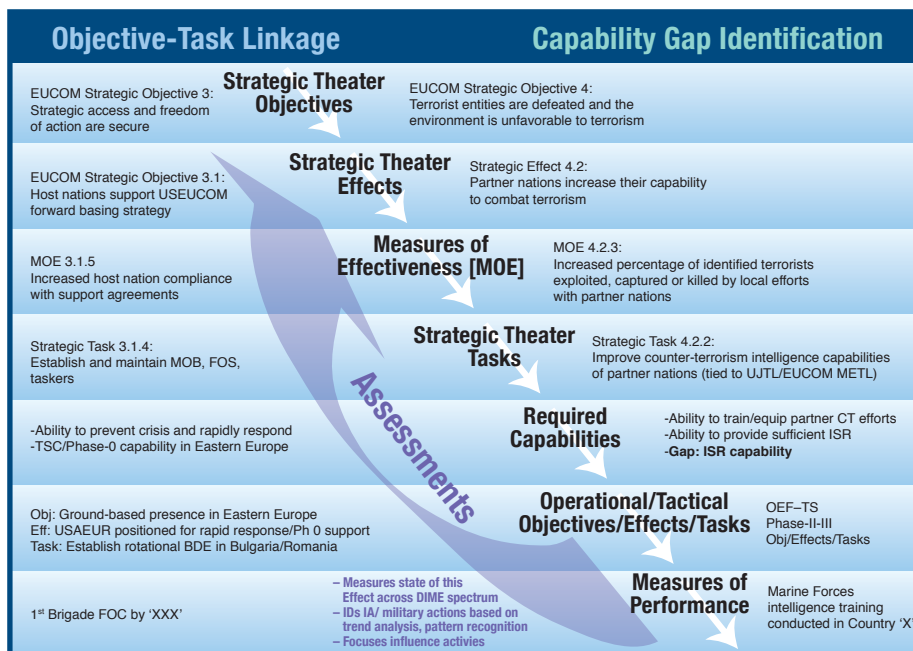 Objective-Task Linkage
Capability Gap Identification
EUCOM Strategic Objective 3:
Strategic access and freedom
of action are secure
Strategic Theater
Objectives
EUCOM Strategic Objective 4:
Terrorist entities are defeated and the
environment is unfavorable to terrorism
EUCOM Strategic Objective 3.1:
Host nations support USEUCOM
forward basing strategy
Strategic Theater
Effects
Strategic Effect 4.2:
Partner nations increase their capability
to combat terrorism
MOE 3.1.5
Increased host nation compliance
with support agreements
Measures of
Effectiveness [MOE]
MOE 4.2.3:
Increased percentage of identified terrorists
exploited, captured or killed by local efforts
with partner nations
Strategic Task 3.1.4:
Establish and maintain MOB, FOS,
taskers
Strategic Theater
Tasks
Strategic Task 4.2.2:
Improve counter-terrorism intelligence capabilities
of partner nations (tied to UJTL/EUCOM METL)
-Ability to prevent crisis and rapidly respond
-TSC/Phase-0 capability in Eastern Europe
Required
Capabilities
-Ability to train/equip partner CT efforts
-Ability to provide sufficient ISR
-Gap: ISR capability
Assessments
Obj: Ground-based presence in Eastern Europe
Eff: USAEUR positioned for rapid response/Ph 0 support
Task: Establish rotational BDE in Bulgaria/Romania
Operational/Tactical
Objectives/Effects/Tasks
OEF–TS
Phase-II-III
Obj/Effects/Tasks
1st Brigade FOC by ‘XXX’
– Measures state of this
Effect across DIME spectrum
– IDs IA/ military actions based on
trend analysis, pattern recognition
– Focuses influence activies
Measures of
Performance
Marine Forces
intelligence training
conducted in Country ‘X’